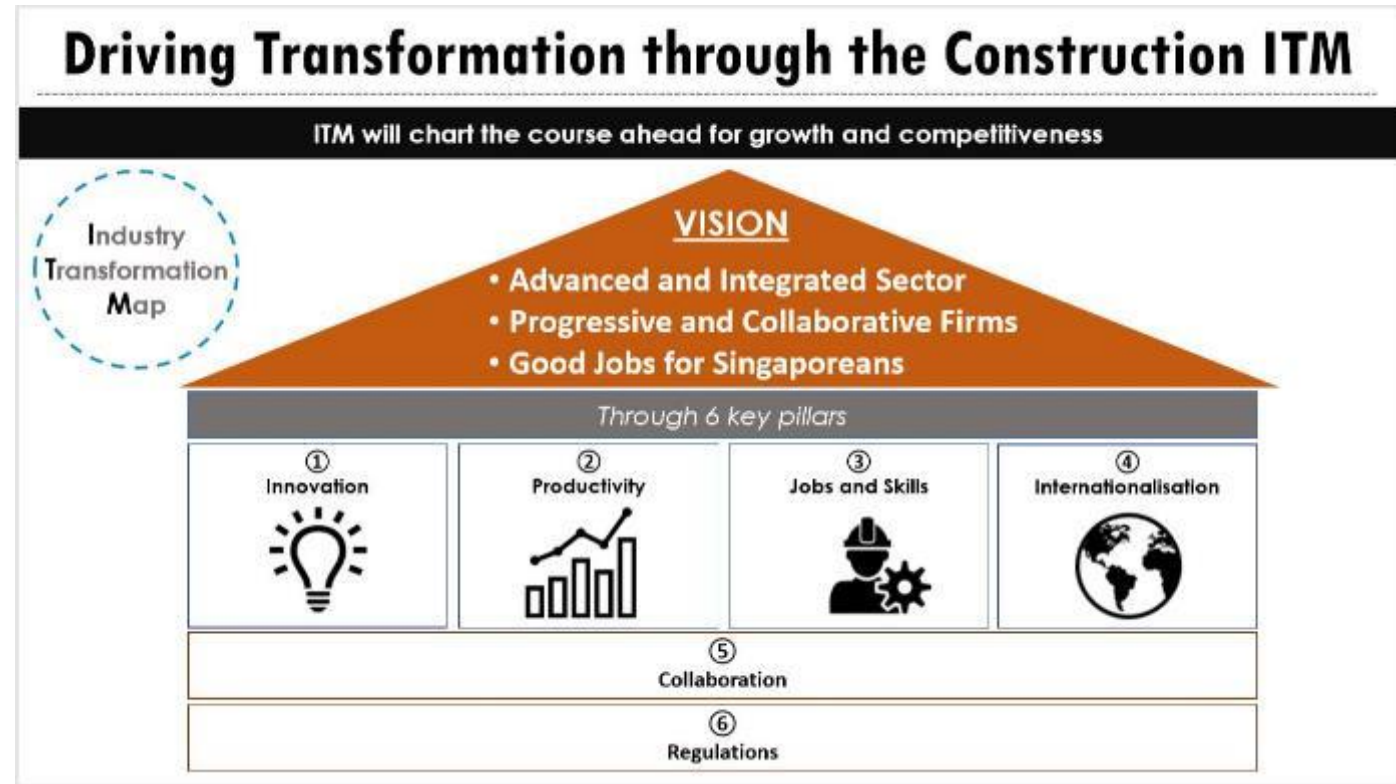 Driving Transformation through the Construction ITM
ITM will chart the course ahead for growth and competitiveness
Industry
Transformation
Map
VISION
• Advanced and Integrated Sector
• Progressive and Collaborative Firms
• Good Jobs for Singaporeans
Through 6 key pillars
①
Innovation
②
Productivity
③
Jobs and Skills
④
Internationalisation
⑤
Collaboration
⑥
Regulations